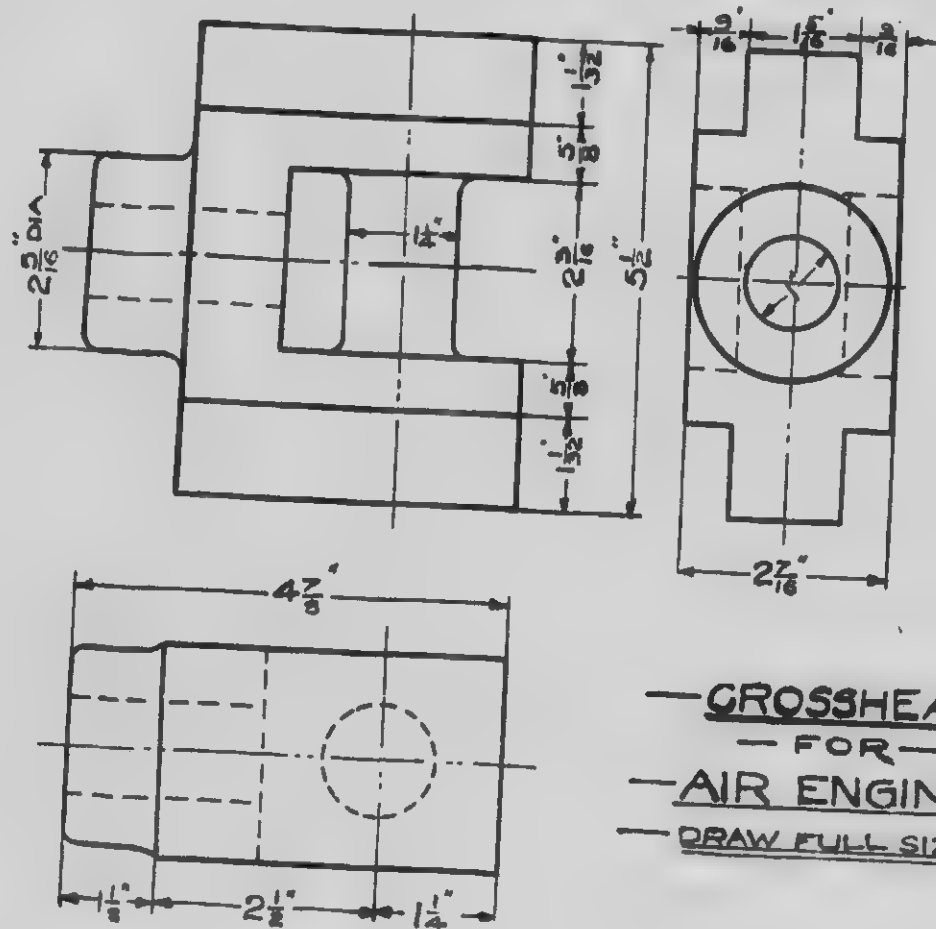 9/16" 1 5/16" 9/16
1 1/32"
5/8"
2 5/16" DIA
1 1/4"
2 3/16"
5 1/2"
5/8"
1 1/32"
2 7/16"
4 7/8"
1 1/8" 2 1/2" 1 1/4"
CROSSHEA
— FOR —
AIR ENGIN
DRAW FULL SIZ